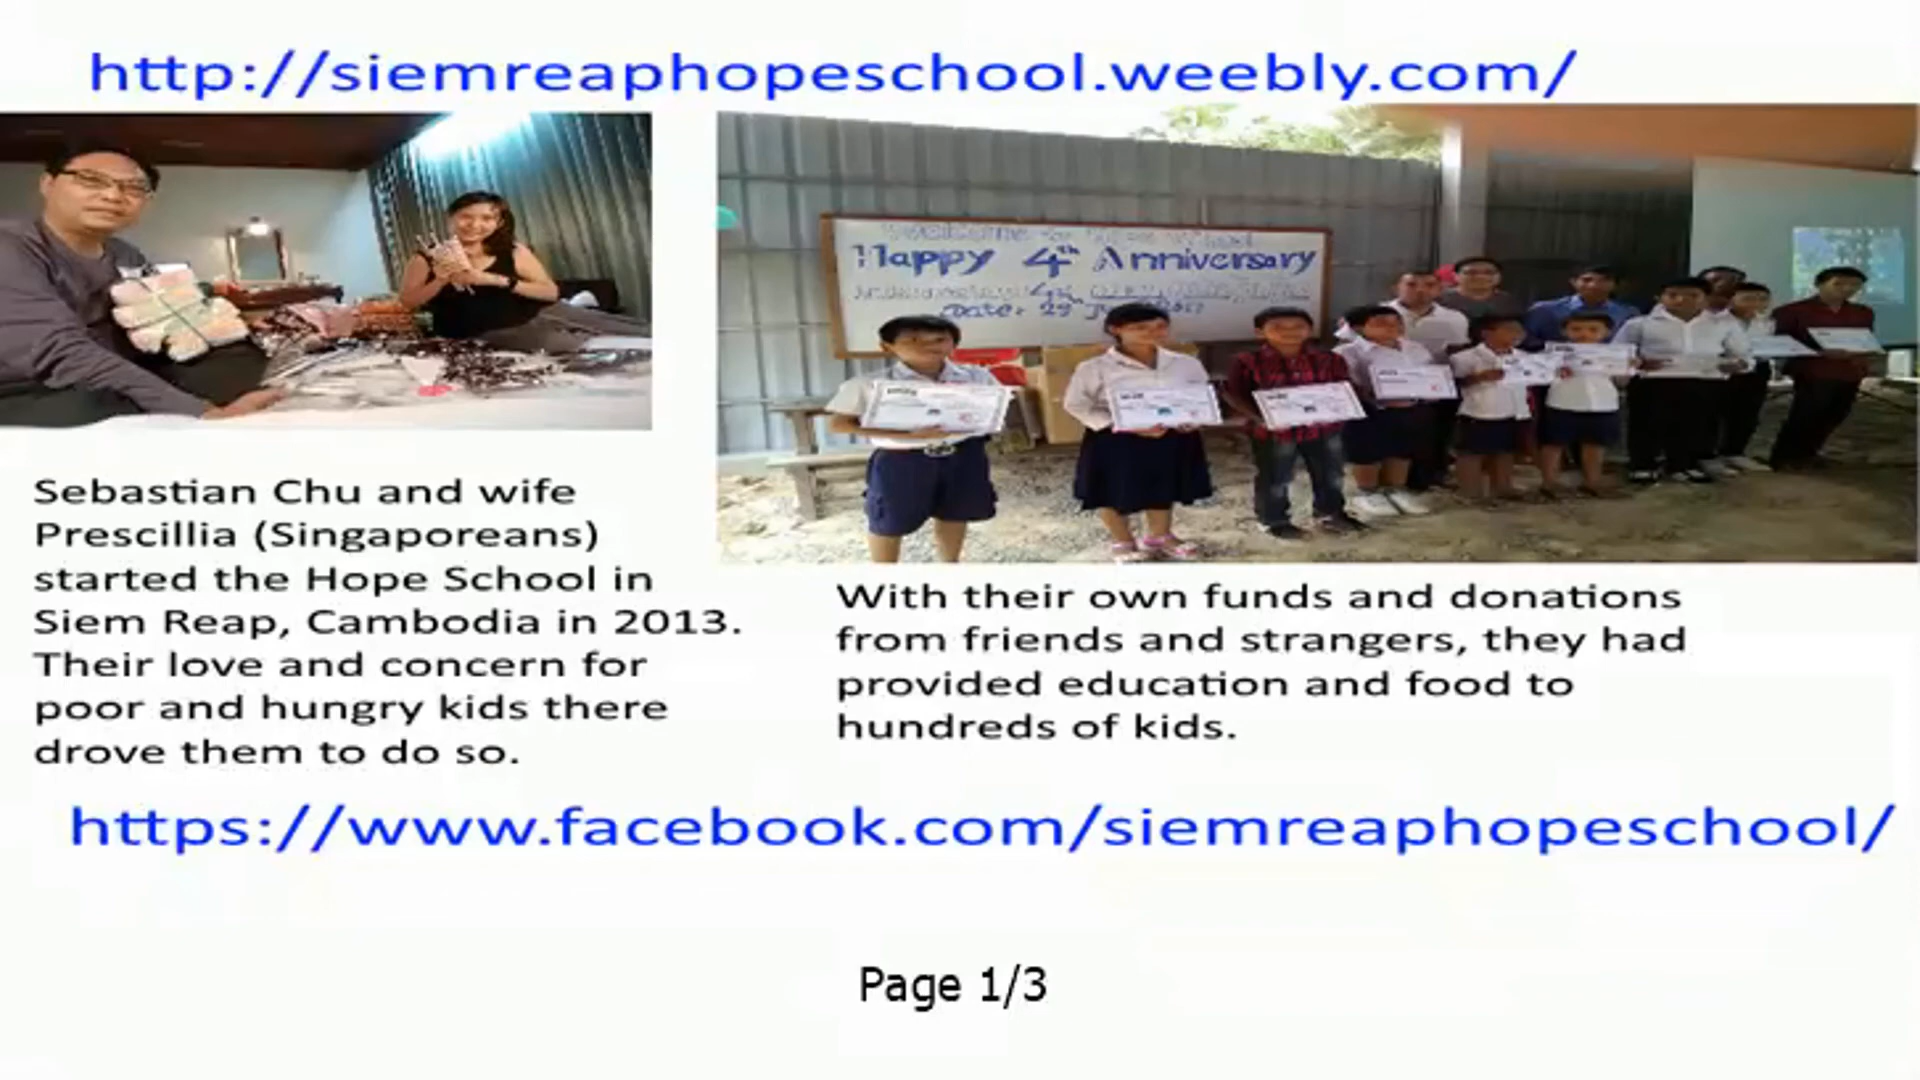 http://siemreaphopeschool.weebly.com/
Happy 4th Anniversary
Date: 29th
Sebastian Chu and wife
Prescillia (Singaporeans)
started the Hope School in
Siem Reap, Cambodia in 2013.
Their love and concern for
poor and hungry kids there
drove them to do so.
With their own funds and donations
from friends and strangers, they had
provided education and food to
hundreds of kids.
https://www.facebook.com/siemreaphopeschool/
Page 1/3